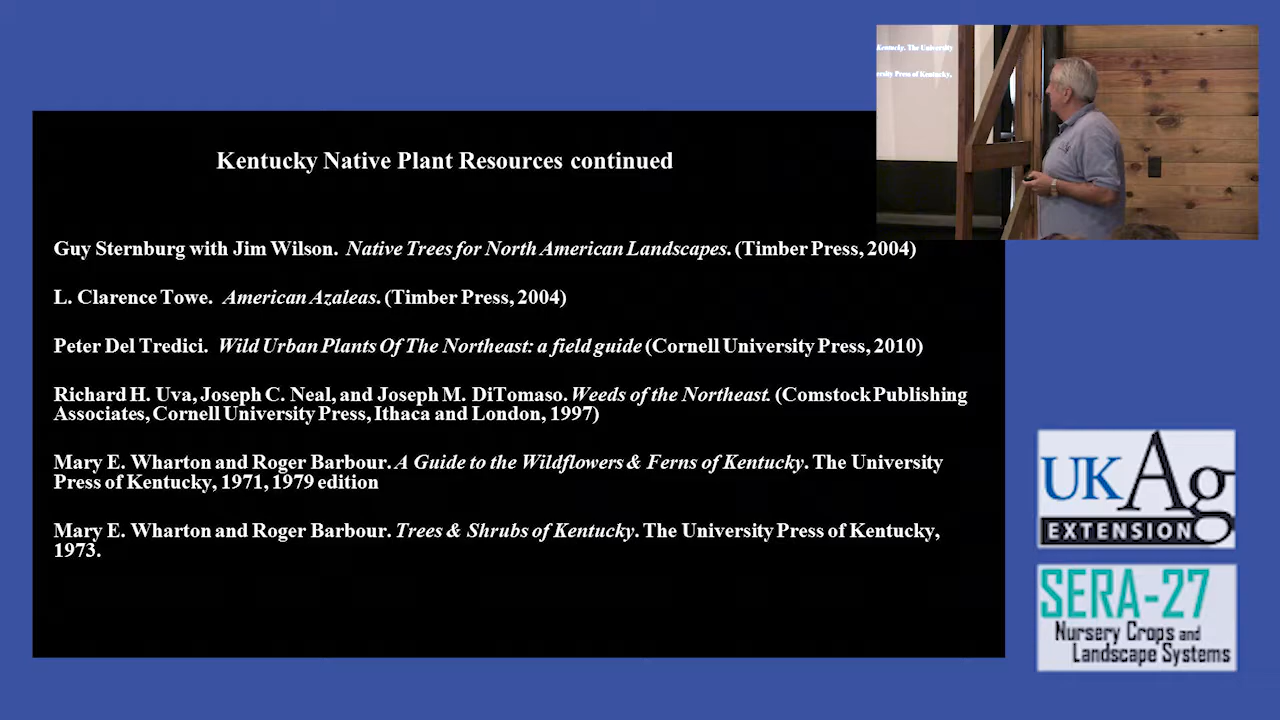 Kentucky. The University
ersity Press of Kentucky,
Kentucky Native Plant Resources continued
Guy Sternburg with Jim Wilson. Native Trees for North American Landscapes. (Timber Press, 2004)
L. Clarence Towe. American Azaleas. (Timber Press, 2004)
Peter Del Tredici. Wild Urban Plants Of The Northeast: a field guide (Cornell University Press, 2010)
Richard H. Uva, Joseph C. Neal, and Joseph M. DiTomaso. Weeds of the Northeast. (Comstock Publishing
Associates, Cornell University Press, Ithaca and London, 1997)
Mary E. Wharton and Roger Barbour. A Guide to the Wildflowers & Ferns of Kentucky. The University
Press of Kentucky, 1971, 1979 edition
Mary E. Wharton and Roger Barbour. Trees & Shrubs of Kentucky. The University Press of Kentucky,
1973.
UKAg
EXTENSION
SERA-27
Nursery Crops and
Landscape Systems